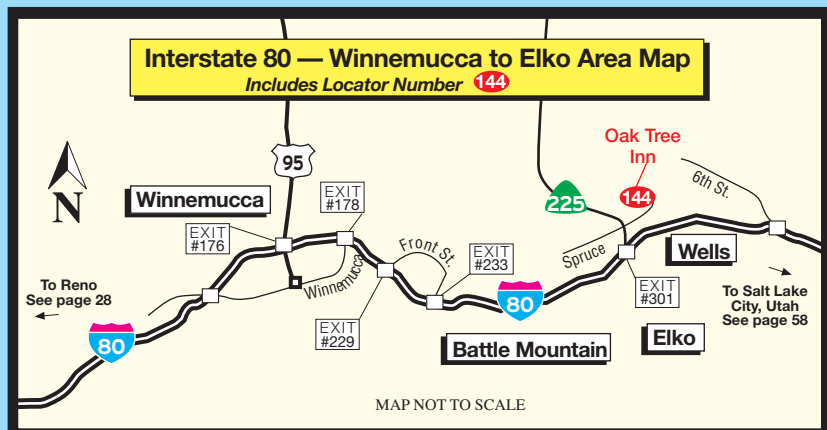 Interstate 80 — Winnemucca to Elko Area Map
Includes Locator Number 144
Oak Tree
Inn
144
6th St.
95
225
N
Winnemucca
EXIT
#178
EXIT
#176
Front St.
EXIT
#233
Spruce
Wells
To Reno
See page 28
Winnemucca
EXIT
#301
To Salt Lake
City, Utah
See page 58
80
EXIT
#229
80
Battle Mountain
Elko
MAP NOT TO SCALE